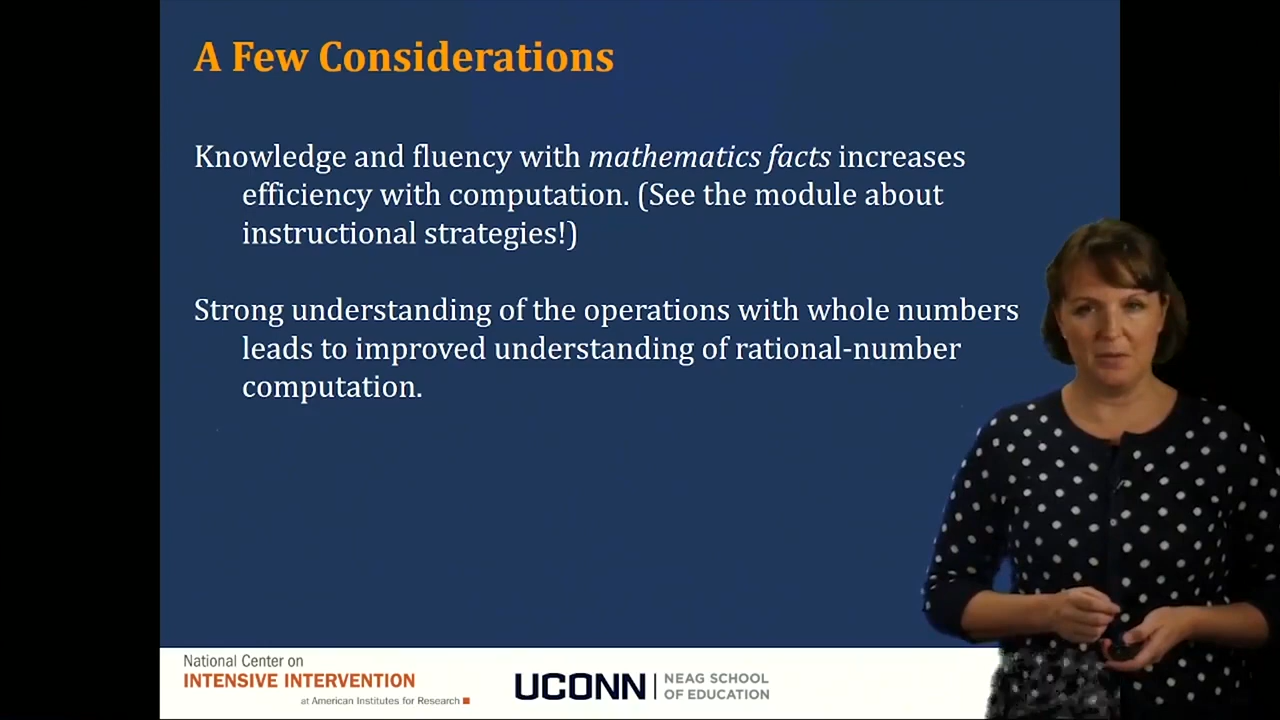 A Few Considerations
Knowledge and fluency with mathematics facts increases
efficiency with computation. (See the module about
instructional strategies!)
Strong understanding of the operations with whole numbers
leads to improved understanding of rational-number
computation.
National Center on
INTENSIVE INTERVENTION
at American Institutes for Research
UCONN
NEAG SCHOOL
OF EDUCATION